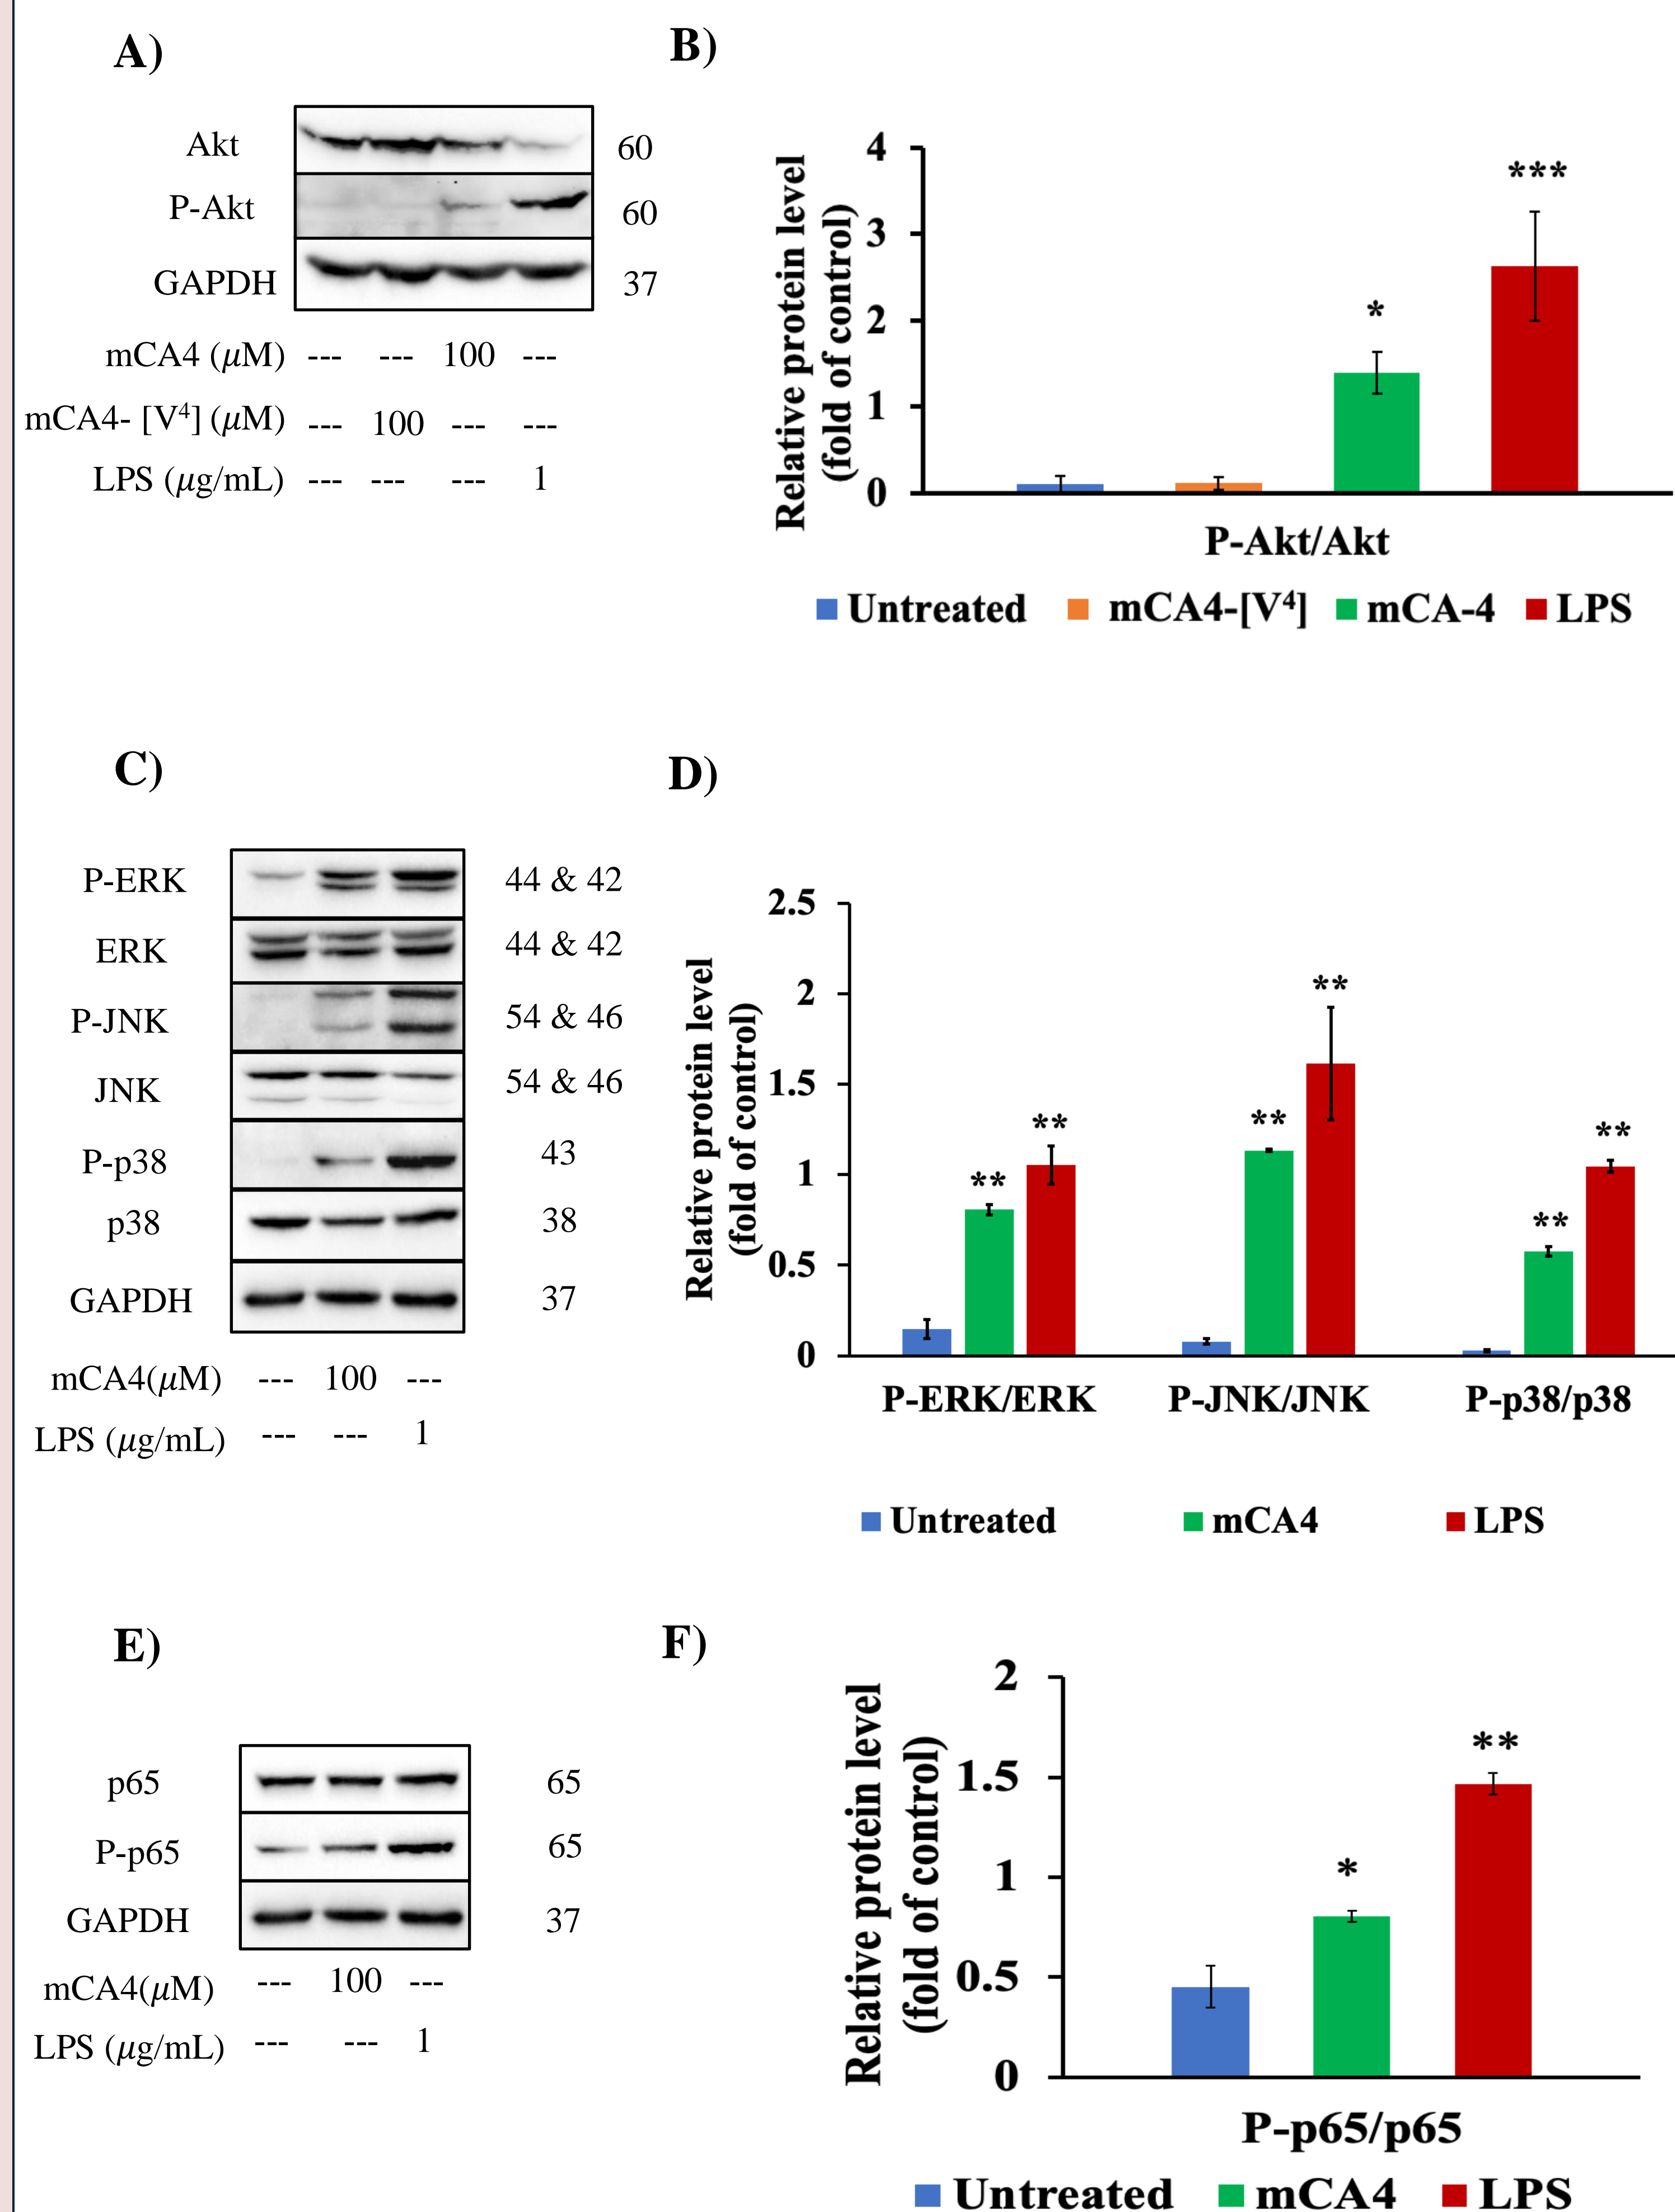 A)
Akt 60
P-Akt 60
GAPDH 37
mCA4 (μM) --- --- 100 ---
mCA4- [V⁴] (μM) --- 100 --- ---
LPS (μg/mL) --- --- --- 1
B)
Relative protein level
(fold of control)
4
3
2
1
0
*
***
P-Akt/Akt
Untreated mCA4-[V⁴] mCA-4 LPS
C)
P-ERK 44 & 42
ERK 44 & 42
P-JNK 54 & 46
JNK 54 & 46
P-p38 43
p38 38
GAPDH 37
mCA4(μM) --- 100 ---
LPS (μg/mL) --- --- 1
D)
Relative protein level
(fold of control)
2.5
2
1.5
1
0.5
0
** **
** **
** **
P-ERK/ERK P-JNK/JNK P-p38/p38
Untreated mCA4 LPS
E)
p65 65
P-p65 65
GAPDH 37
mCA4(μM) --- 100 ---
LPS (μg/mL) --- --- 1
F)
Relative protein level
(fold of control)
2
1.5
1
0.5
0
*
**
P-p65/p65
Untreated mCA4 LPS